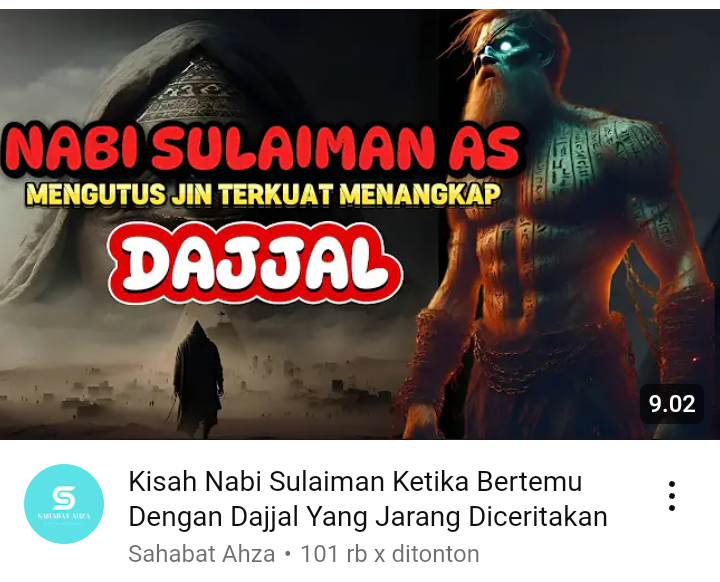 NABI SULAIMAN AS
MENGUTUS JIN TERKUAT MENANGKAP
DAJJAL
9.02
S
SAHABAT AHZA
Kisah Nabi Sulaiman Ketika Bertemu
Dengan Dajjal Yang Jarang Diceritakan
Sahabat Ahza • 101 rb x ditonton